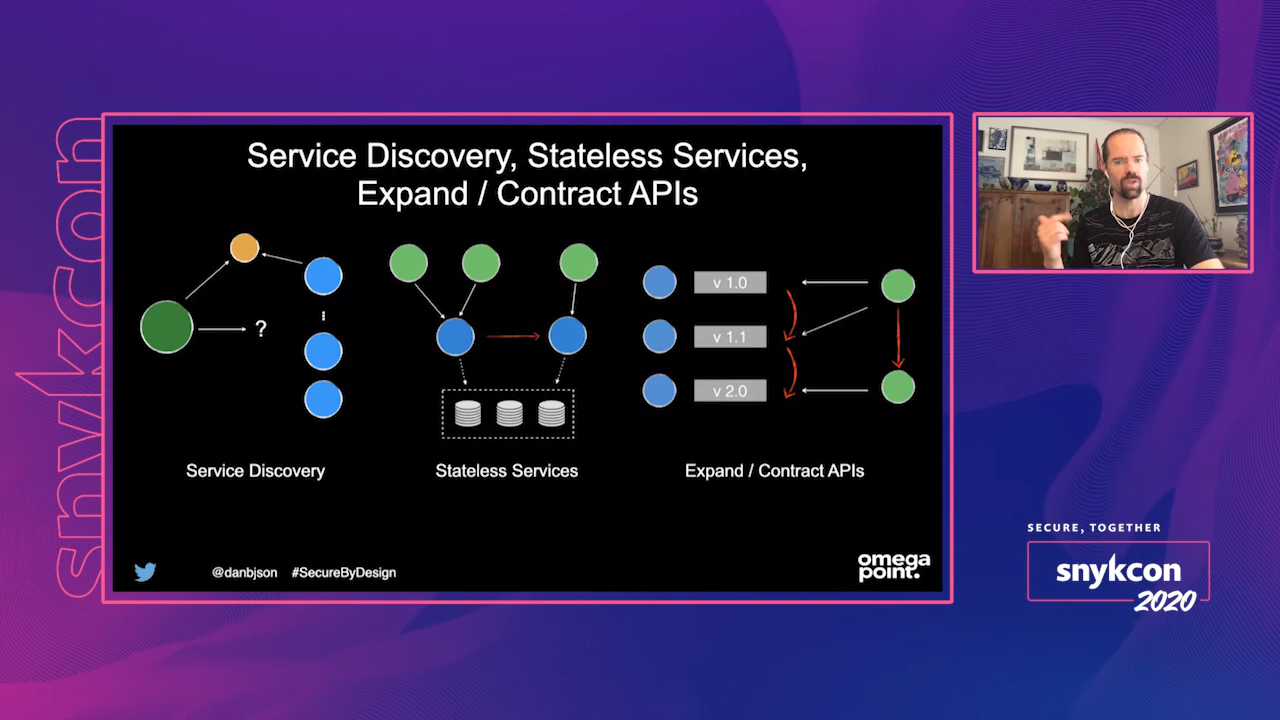 snykcon
Service Discovery, Stateless Services,
Expand / Contract APIs
?
v 1.0
v 1.1
v 2.0
Service Discovery
Stateless Services
Expand / Contract APIs
@danbjson #SecureByDesign
omega
point.
SECURE, TOGETHER
snykcon
2020